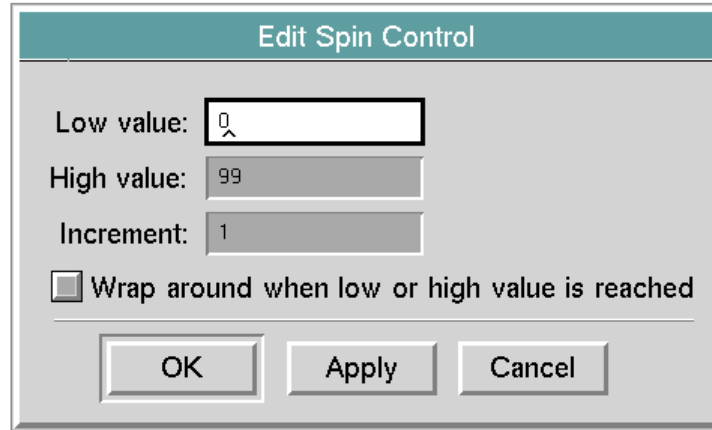 Edit Spin Control
Low value: 0
High value: 99
Increment: 1
Wrap around when low or high value is reached
OK Apply Cancel